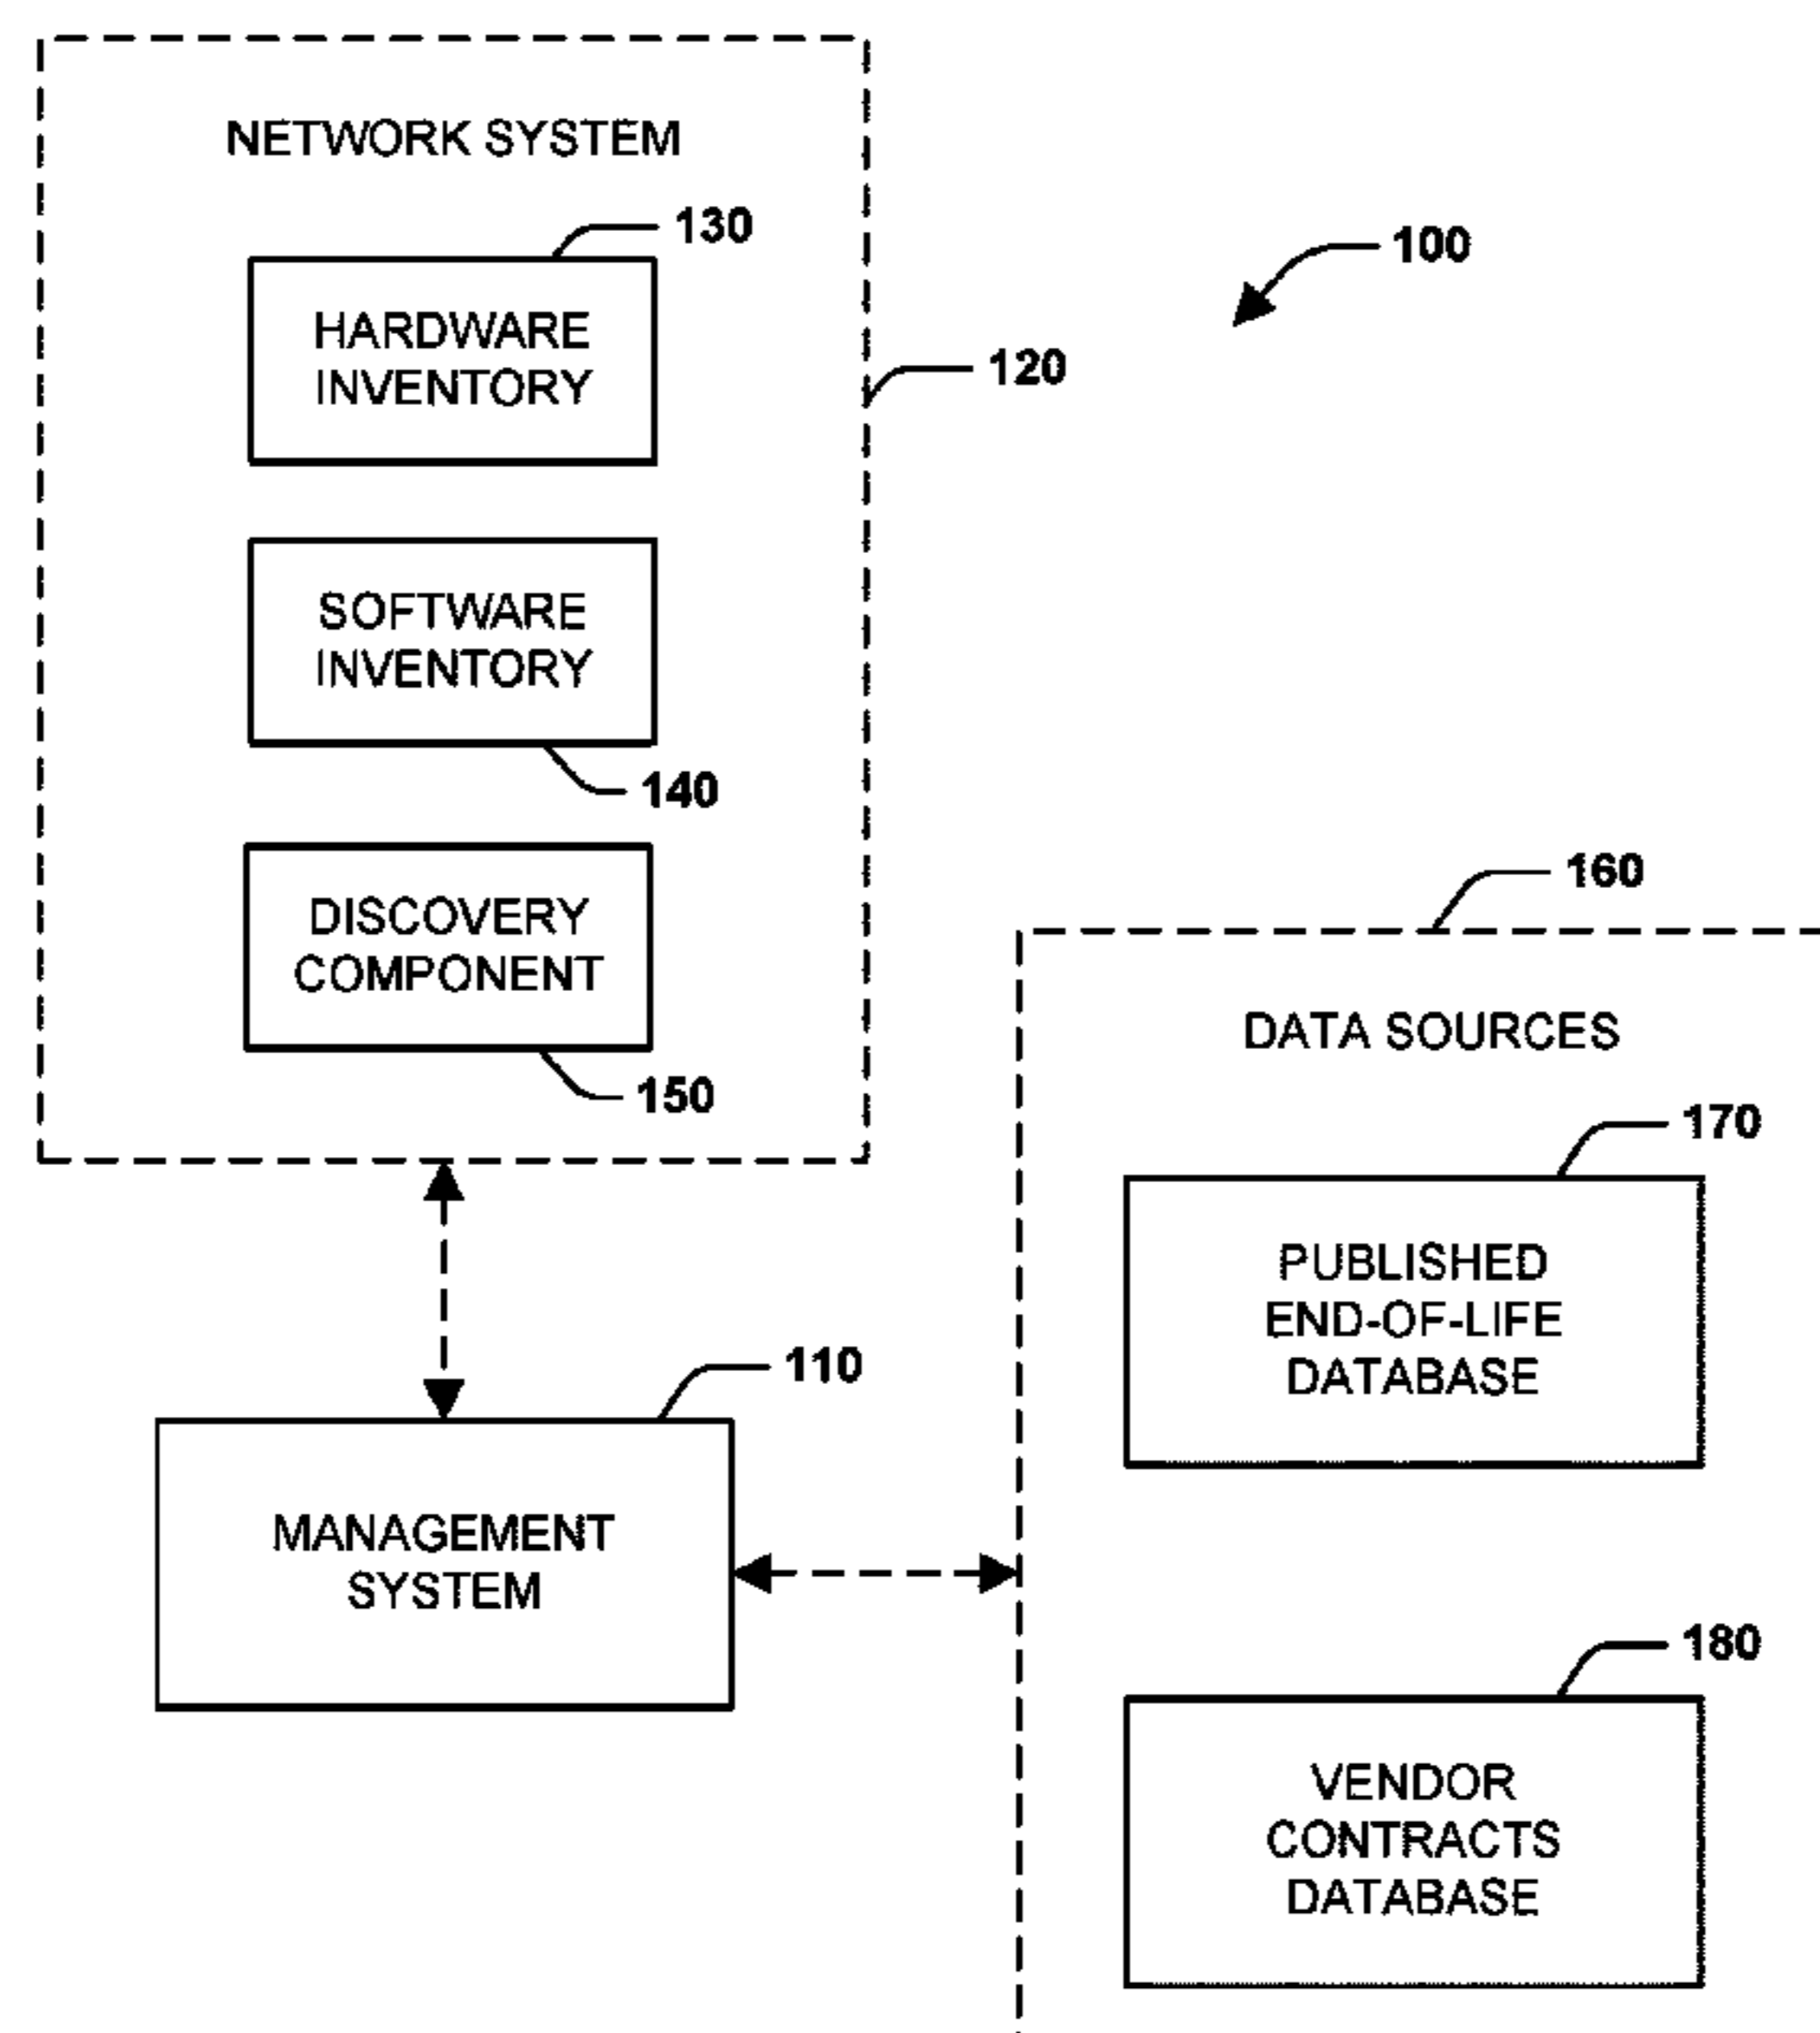 NETWORK SYSTEM
130
HARDWARE
INVENTORY
100
120
SOFTWARE
INVENTORY
140
DISCOVERY
COMPONENT
150
160
DATA SOURCES
170
PUBLISHED
END-OF-LIFE
DATABASE
110
MANAGEMENT
SYSTEM
180
VENDOR
CONTRACTS
DATABASE